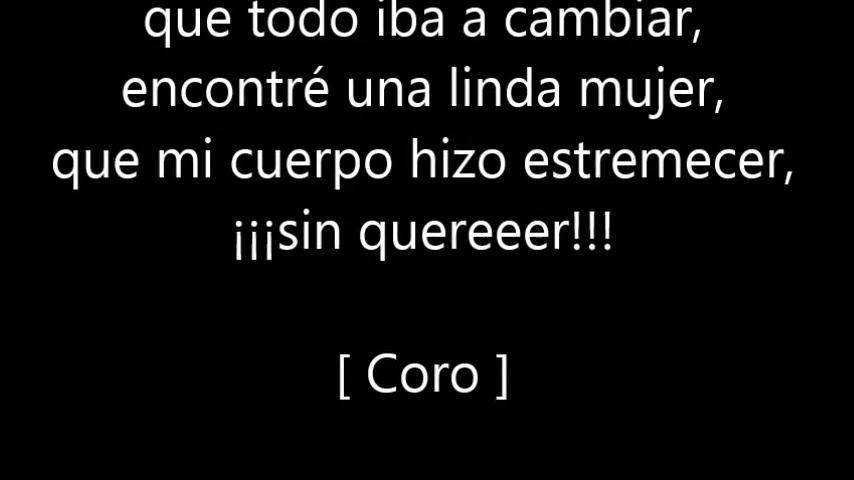 que todo iba a cambiar,
encontré una linda mujer,
que mi cuerpo hizo estremecer,
¡¡¡sin quereeer!!!
[ Coro ]